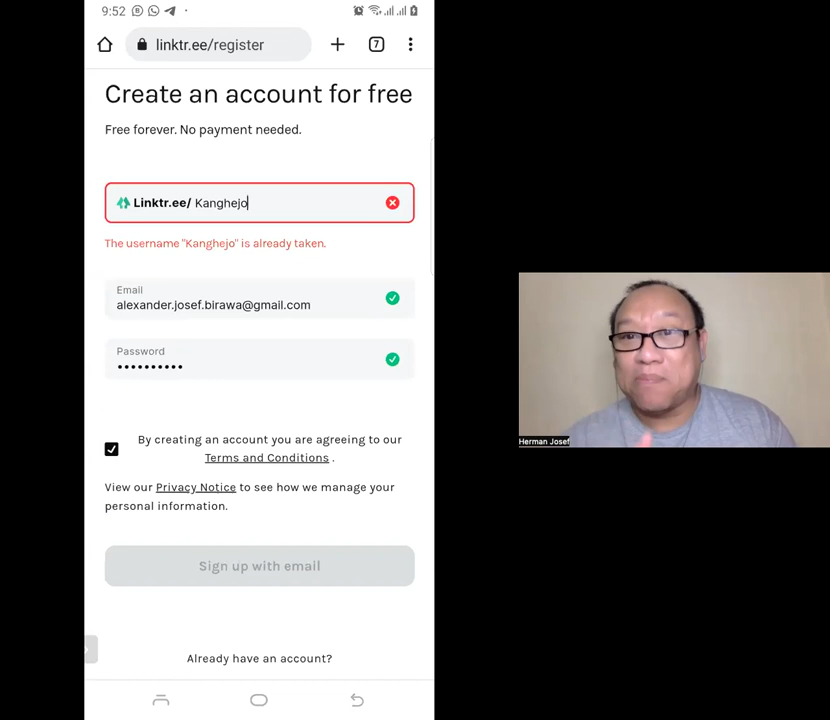 9:52
7
linktr.ee/register
Create an account for free
Free forever. No payment needed.
Linktr.ee/ Kanghejo
The username "Kanghejo" is already taken.
Email
alexander.josef.birawa@gmail.com
Password
••••••••••
By creating an account you are agreeing to our
Terms and Conditions .
View our Privacy Notice to see how we manage your
personal information.
Sign up with email
Already have an account?
Herman Josef